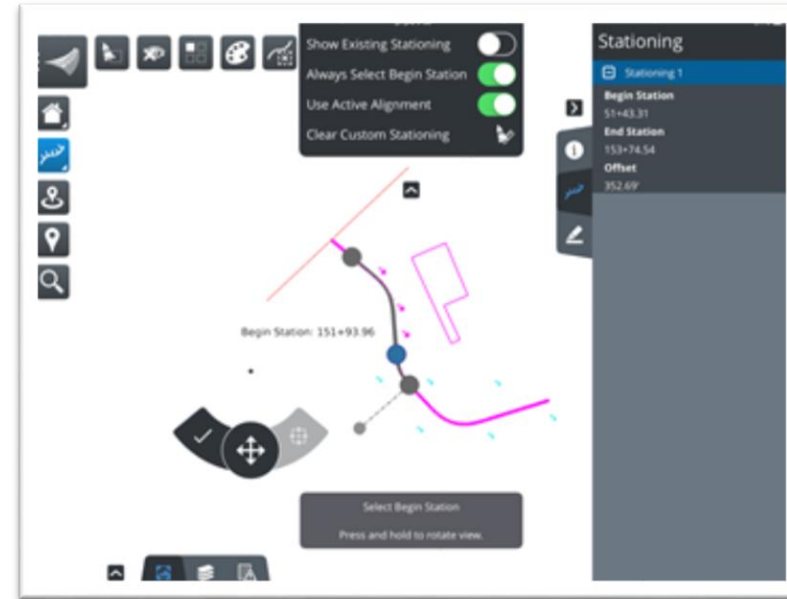 Show Existing Stationing
Always Select Begin Station
Use Active Alignment
Clear Custom Stationing
Stationing
Stationing 1
Begin Station
51+43.31
End Station
153+74.54
Offset
352.69'
Begin Station: 151+93.96
Select Begin Station
Press and hold to rotate view.